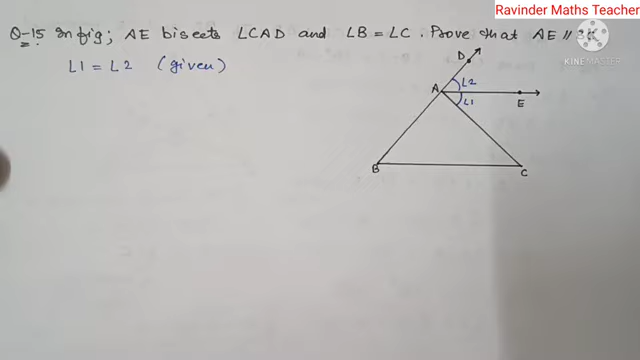 Ravinder Maths Teacher
Q-15. In fig; AE bisects ∠CAD and ∠B = ∠C. Prove that AE //
KINEMASTER
∠1 = ∠2 (given)
D
∠2
A
∠1
E
B
C